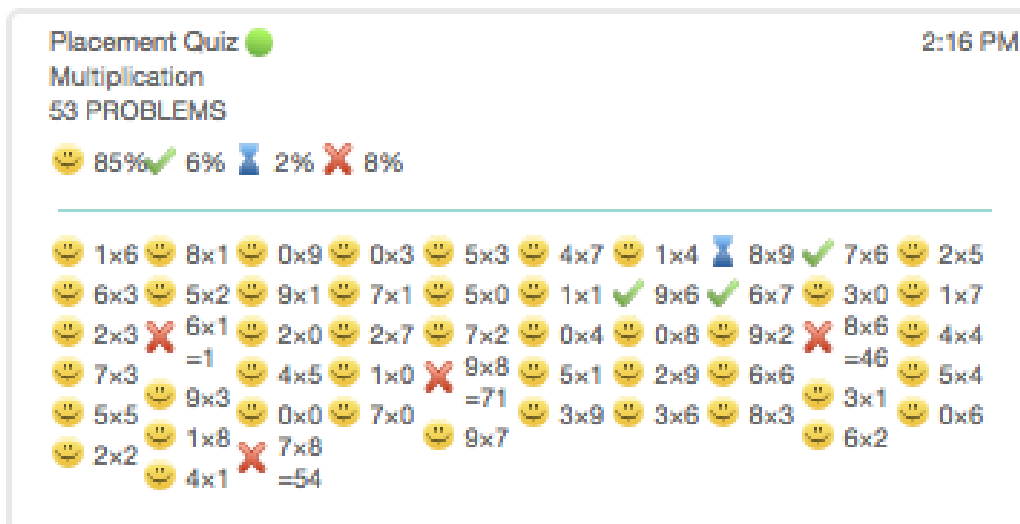 Placement Quiz 2:16 PM
Multiplication
53 PROBLEMS
85% 6% 2% 8%
1×6 8×1 0×9 0×3 5×3 4×7 1×4 8×9 7×6 2×5
6×3 5×2 9×1 7×1 5×0 1×1 9×6 6×7 3×0 1×7
2×3 6×1 2×0 2×7 7×2 0×4 0×8 9×2 8×6 4×4
=1 =46
7×3 4×5 1×0 9×8 5×1 2×9 6×6 5×4
9×3 =71 3×1
5×5 0×0 7×0 3×9 3×6 8×3 0×6
1×8 9×7 6×2
2×2 7×8
4×1 =54